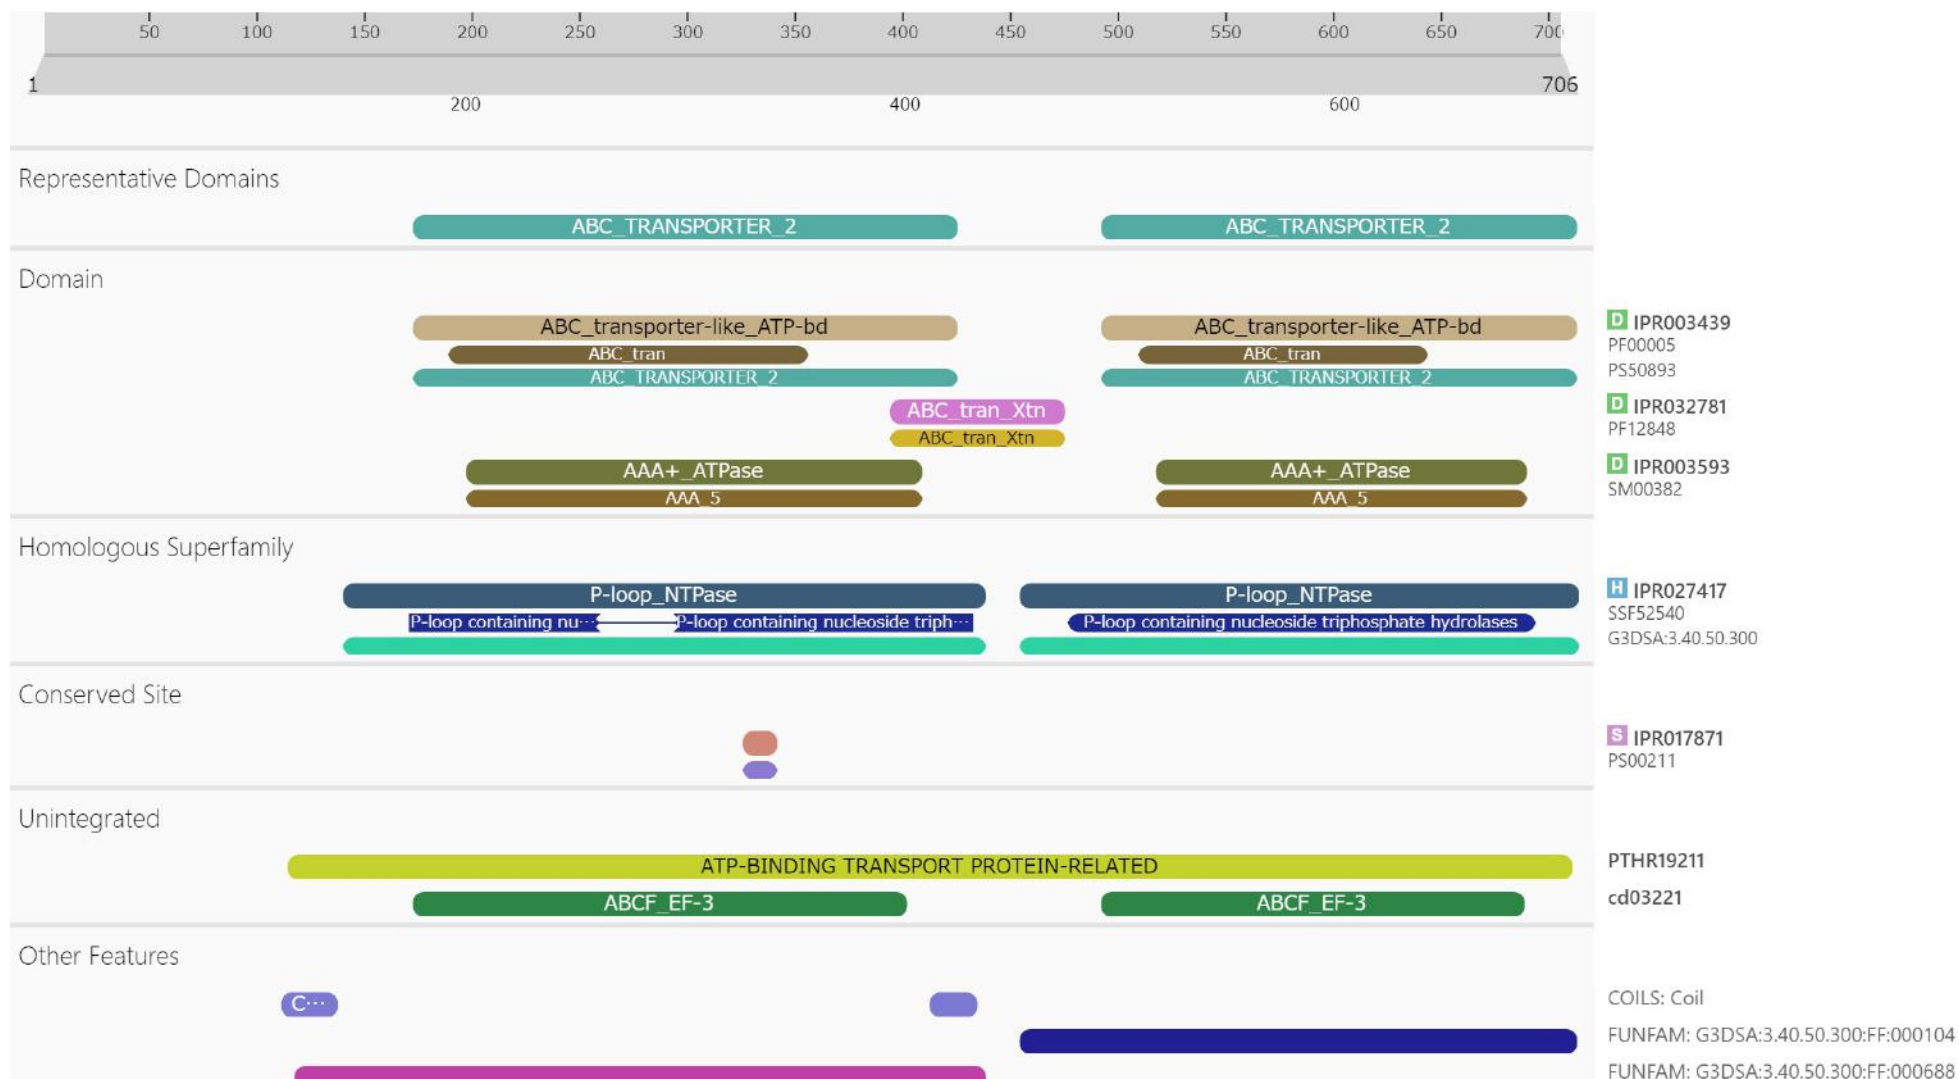 50 100 150 200 250 300 350 400 450 500 550 600 650 700
1 706
200 400 600
Representative Domains
ABC_TRANSPORTER_2 ABC_TRANSPORTER_2
Domain
ABC_transporter-like_ATP-bd ABC_transporter-like_ATP-bd D IPR003439
ABC_tran ABC_tran PF00005
ABC_TRANSPORTER_2 ABC_TRANSPORTER_2 PS50893
ABC_tran_Xtn D IPR032781
ABC_tran_Xtn PF12848
AAA+_ATPase AAA+_ATPase D IPR003593
AAA_5 AAA_5 SM00382
Homologous Superfamily
P-loop_NTPase P-loop_NTPase H IPR027417
P-loop containing nu··· P-loop containing nucleoside triph··· P-loop containing nucleoside triphosphate hydrolases SSF52540
G3DSA:3.40.50.300
Conserved Site
S IPR017871
PS00211
Unintegrated
ATP-BINDING TRANSPORT PROTEIN-RELATED PTHR19211
ABCF_EF-3 ABCF_EF-3 cd03221
Other Features
C··· COILS: Coil
FUNFAM: G3DSA:3.40.50.300:FF:000104
FUNFAM: G3DSA:3.40.50.300:FF:000688